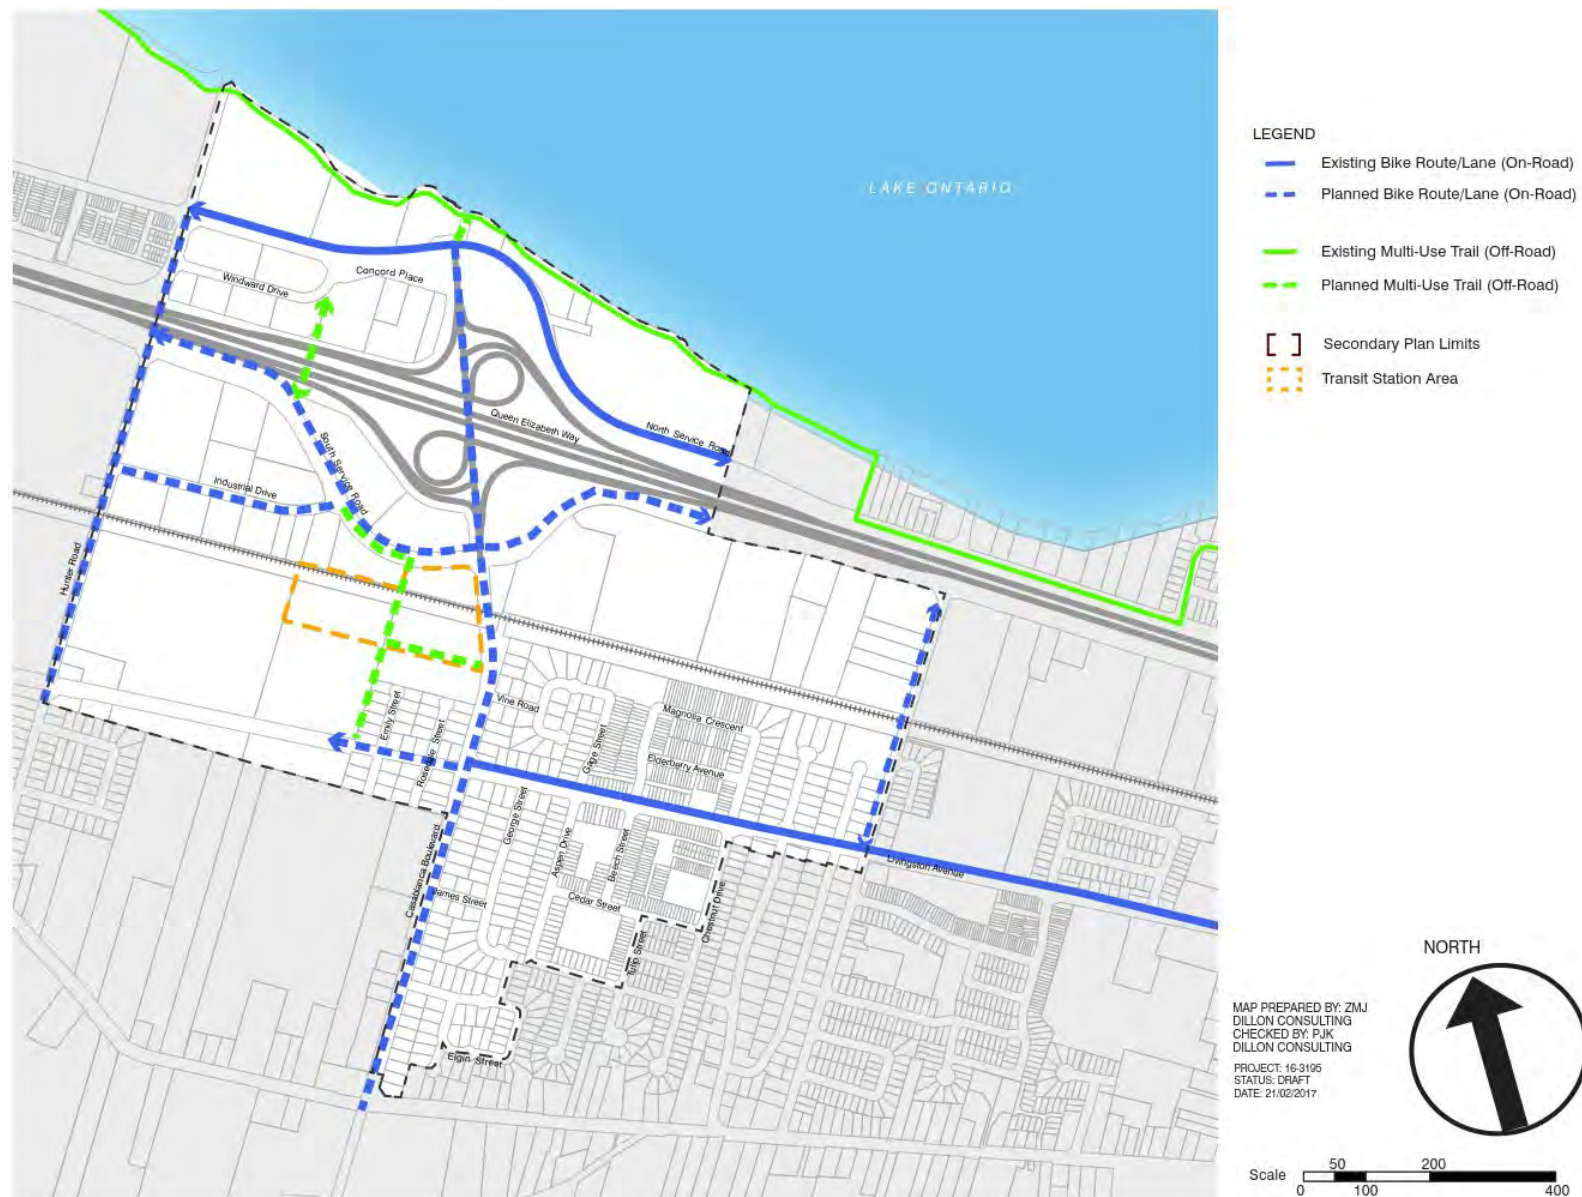 LAKE ONTARIO
LEGEND
Existing Bike Route/Lane (On-Road)
Planned Bike Route/Lane (On-Road)
Existing Multi-Use Trail (Off-Road)
Planned Multi-Use Trail (Off-Road)
Secondary Plan Limits
Transit Station Area
Concord Place
Windward Drive
Queen Elizabeth Way
North Service Road
South Service Road
Industrial Drive
Hunter Road
Vine Road
Emily Street
Rosedale Street
Gage Street
Magnolia Crescent
Elderberry Avenue
George Street
Aspen Drive
Beech Street
Livingston Avenue
Casablanca Boulevard
James Street
Cedar Street
Chestnut Drive
Tulip Street
Elgin Street
NORTH
MAP PREPARED BY: ZMJ
DILLON CONSULTING
CHECKED BY: PJK
DILLON CONSULTING
PROJECT: 16-3195
STATUS: DRAFT
DATE: 21/02/2017
Scale
50
200
0
100
400